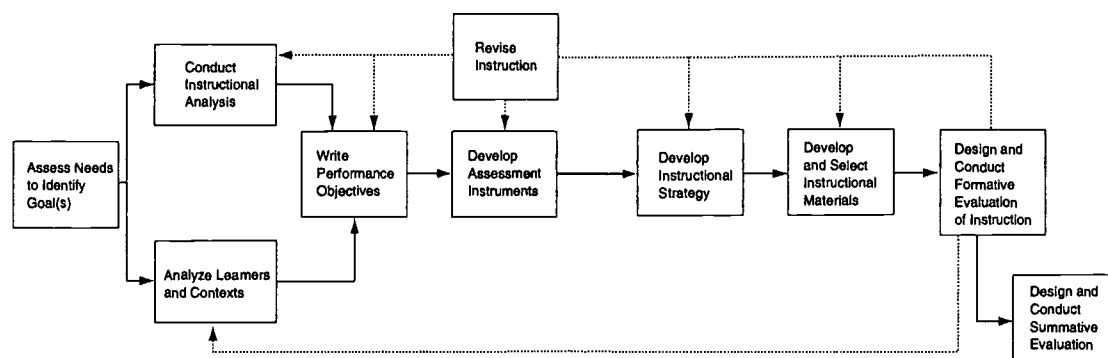 Revise
Instruction
Conduct
Instructional
Analysis
Assess Needs
to Identify
Goal(s)
Write
Performance
Objectives
Develop
Assessment
Instruments
Develop
Instructional
Strategy
Develop
and Select
Instructional
Materials
Design and
Conduct
Formative
Evaluation
of Instruction
Analyze Learners
and Contexts
Design and
Conduct
Summative
Evaluation